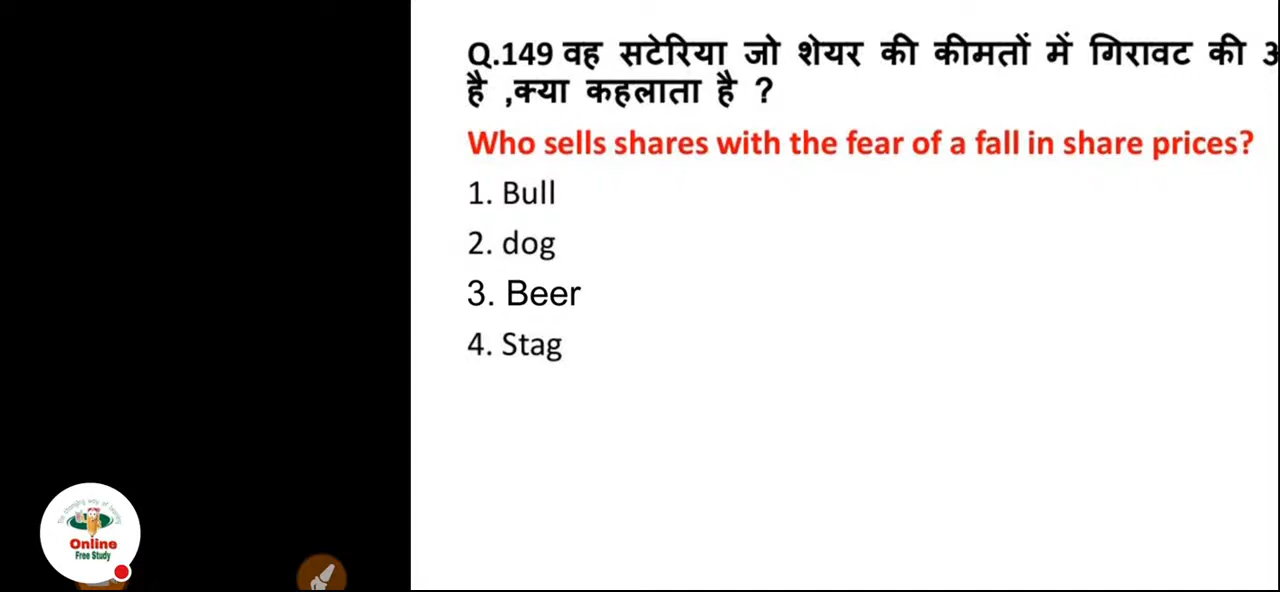 Q.149 वह सटेरिया जो शेयर की कीमतों में गिरावट की
है ,क्या कहलाता है ?
Who sells shares with the fear of a fall in share prices?
1. Bull
2. dog
3. Beer
4. Stag
Online
Free Study